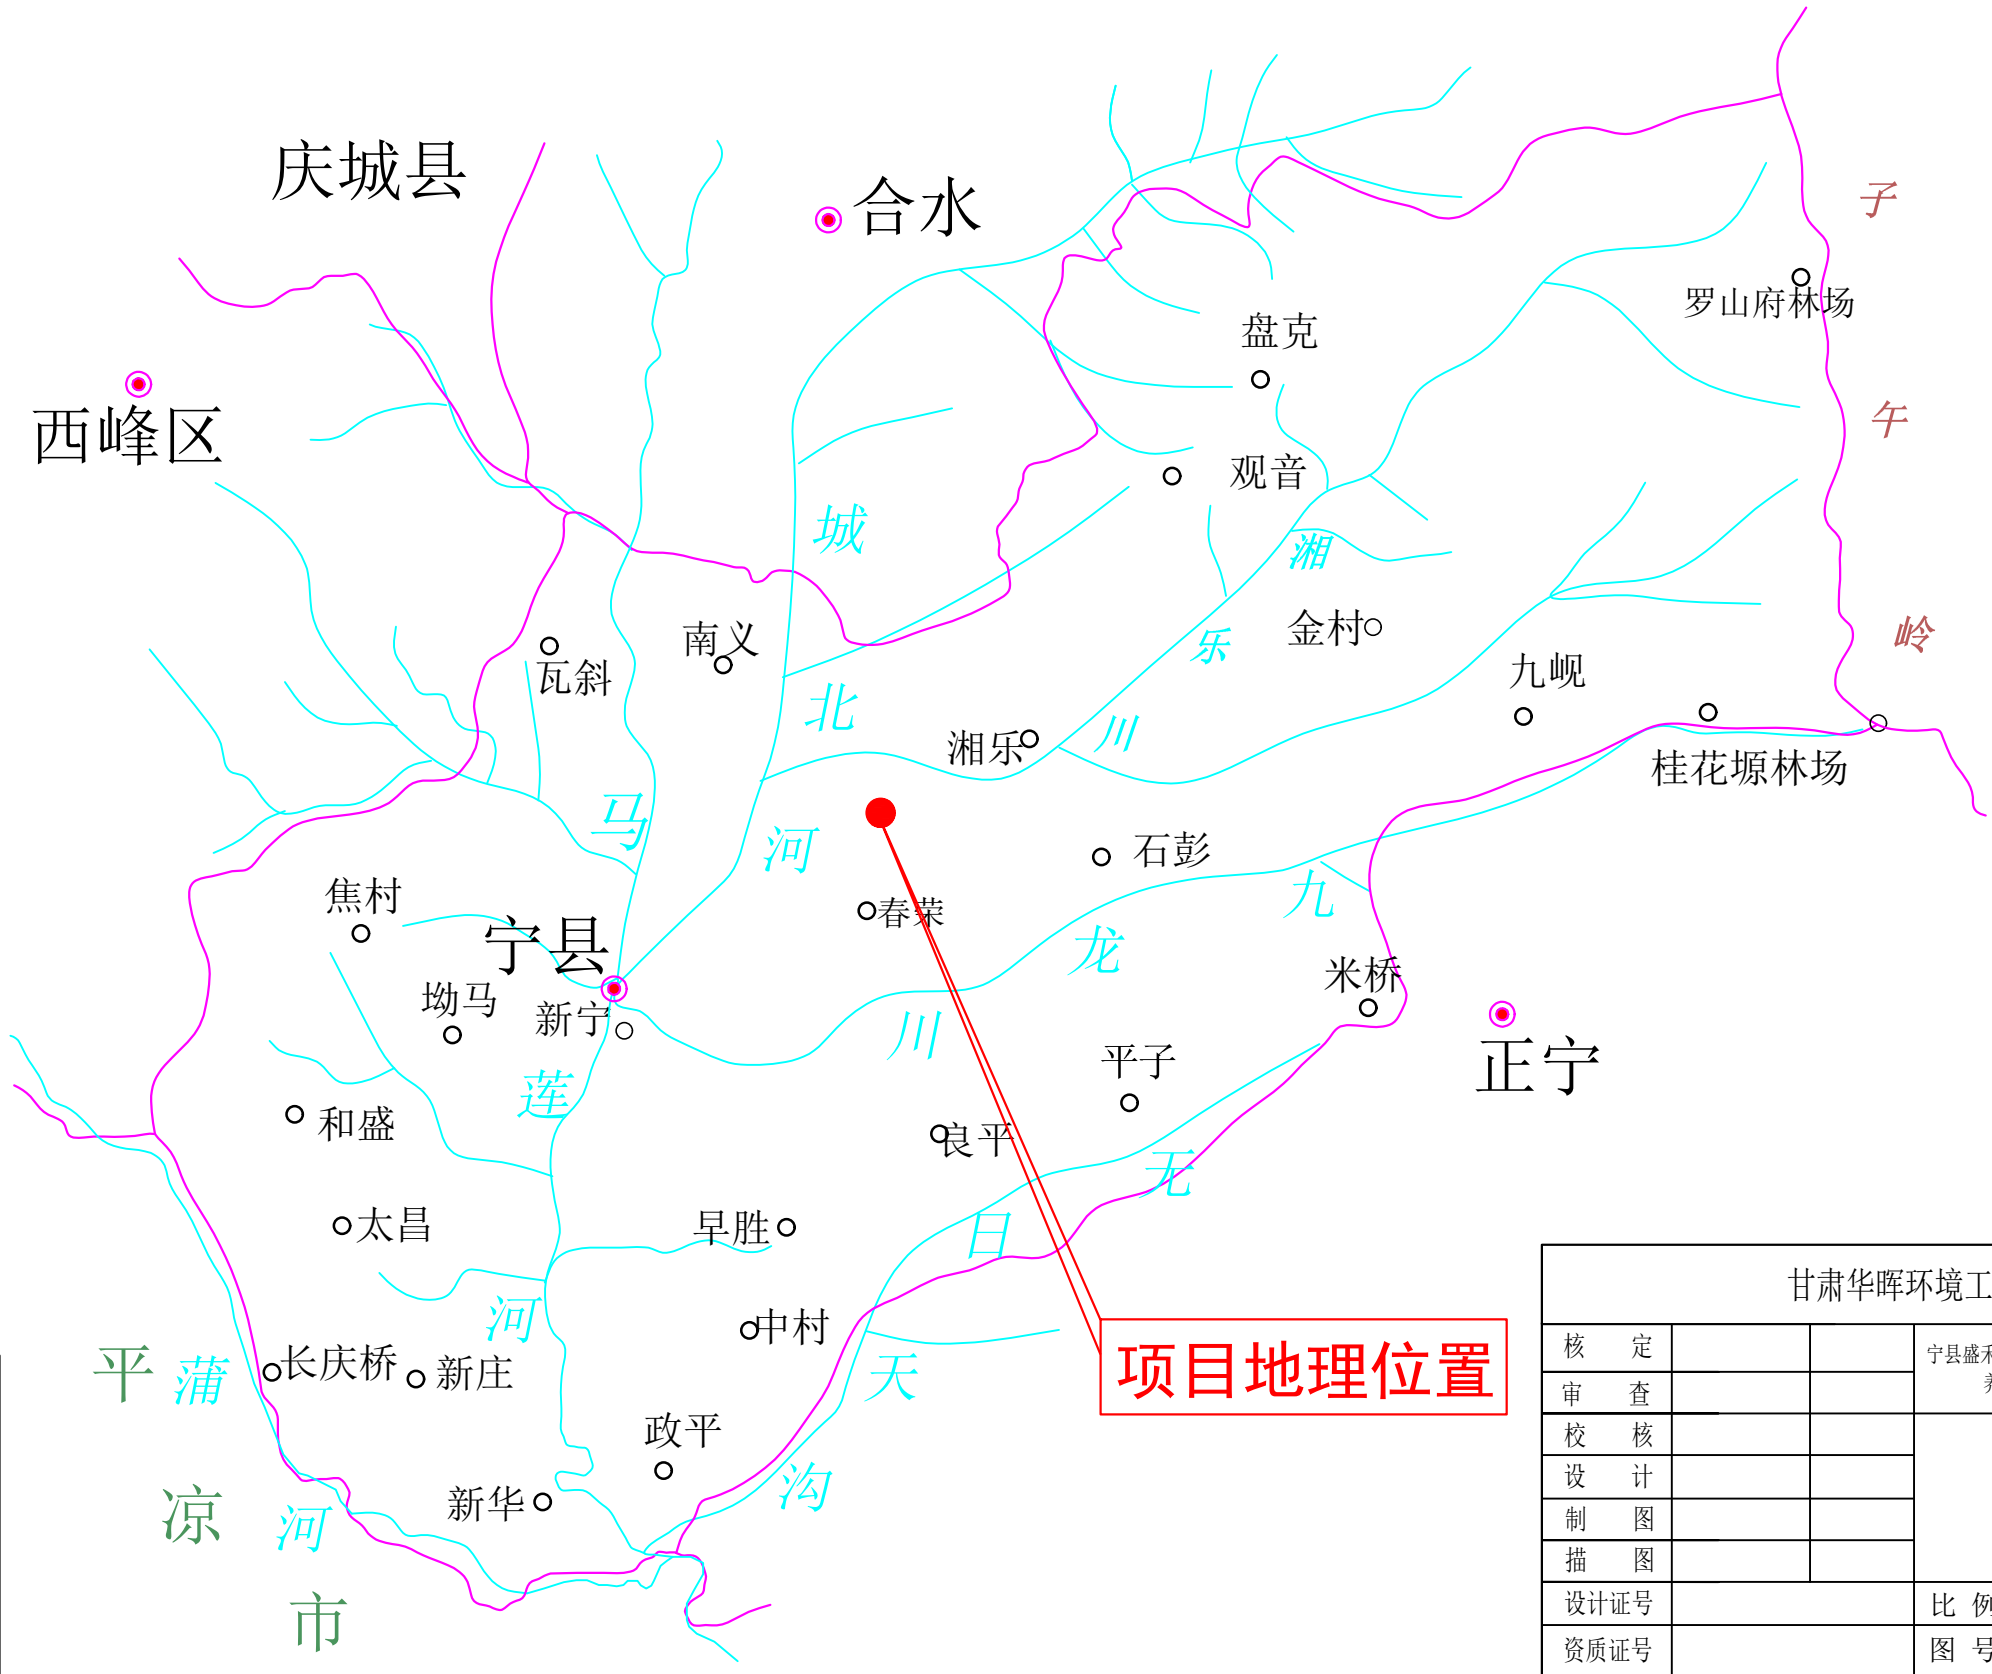 庆城县
合水
子
罗山府林场
盘克
西峰区
午
观音
城
湘
金村
乐
岭
南义
瓦斜
九岘
北
川
湘乐
桂花塬林场
马
河
石彭
焦村
九
春荣
宁县
龙
米桥
坳马
新宁
川
正宁
平子
莲
和盛
良平
无
太昌
早胜
日
甘肃华晖环境工
河
中村
核 定
宁县盛禾
平
蒲
长庆桥
新庄
天
项目地理位置
审 查
校 核
政平
设 计
沟
新华
凉
河
制 图
描 图
设计证号
比 例
市
资质证号
图 号